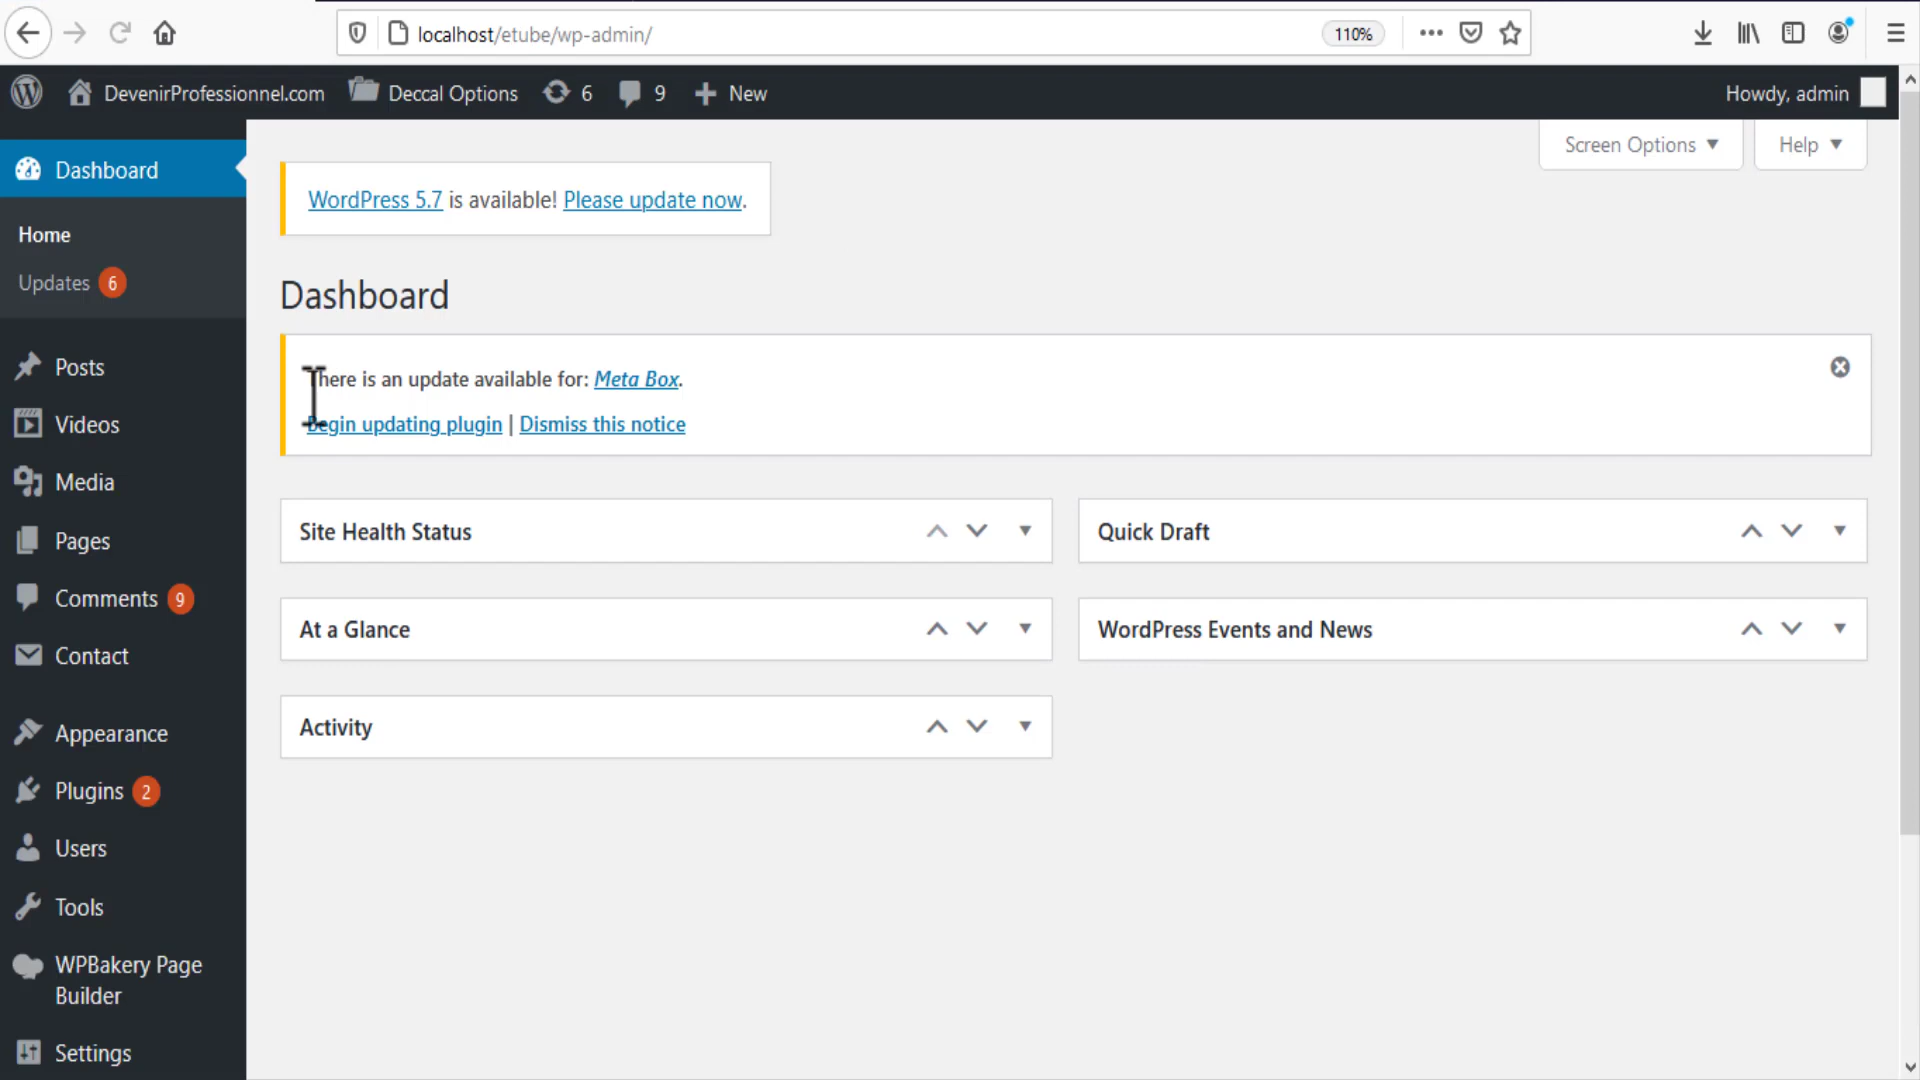 localhost/etube/wp-admin/
110%
DevenirProfessionnel.com
Deccal Options
6
9
New
Howdy, admin
Dashboard
Home
Updates 6
Posts
Videos
Media
Pages
Comments 9
Contact
Appearance
Plugins 2
Users
Tools
WPBakery Page
Builder
Settings
Screen Options
Help
WordPress 5.7 is available! Please update now.
Dashboard
There is an update available for: Meta Box.
Begin updating plugin | Dismiss this notice
Site Health Status
Quick Draft
At a Glance
WordPress Events and News
Activity